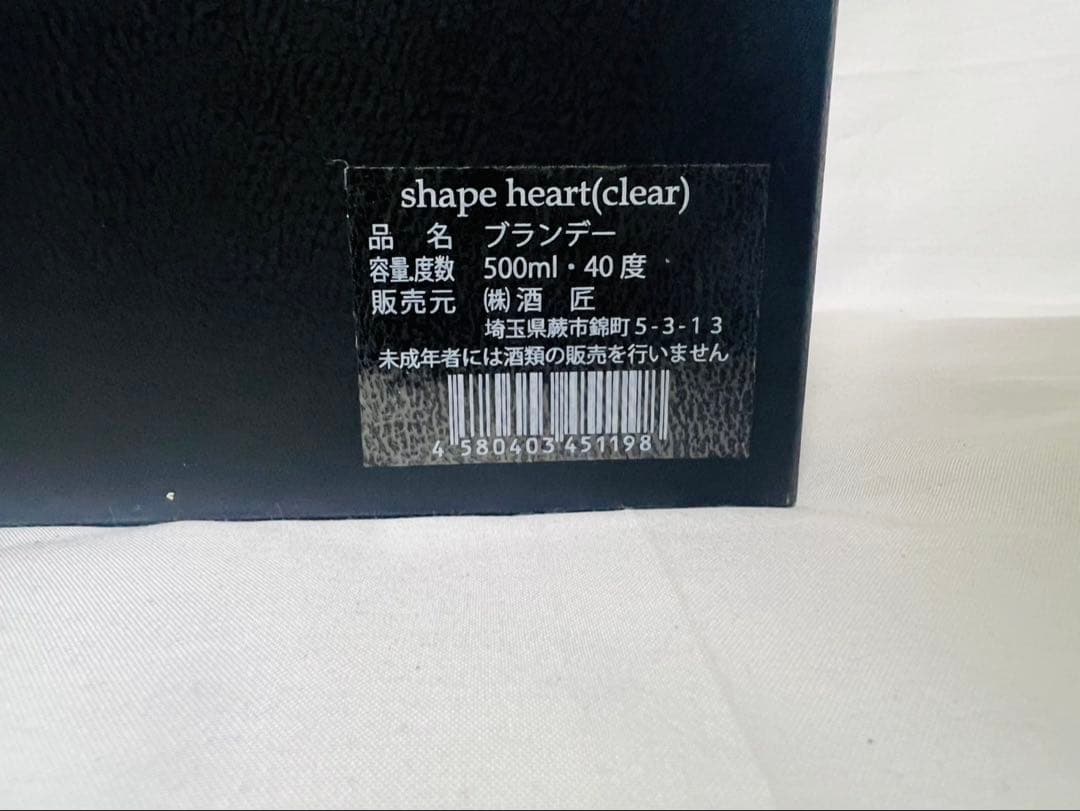 shape heart(clear)
品 名 ブランデー
容量.度数 500ml・40度
販売元 ㈱酒 匠
埼玉県蕨市錦町5-3-13
未成年者には酒類の販売を行いません
4 580403 451198